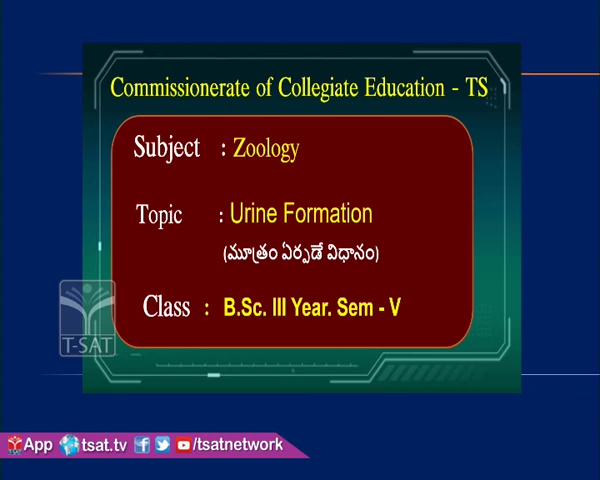 Commissionerate of Collegiate Education - TS
Subject : Zoology
Topic : Urine Formation
(మూత్రం ఏర్పడే విధానం)
Class : B.Sc. III Year. Sem - V
T-SAT
App tsat.tv /tsatnetwork